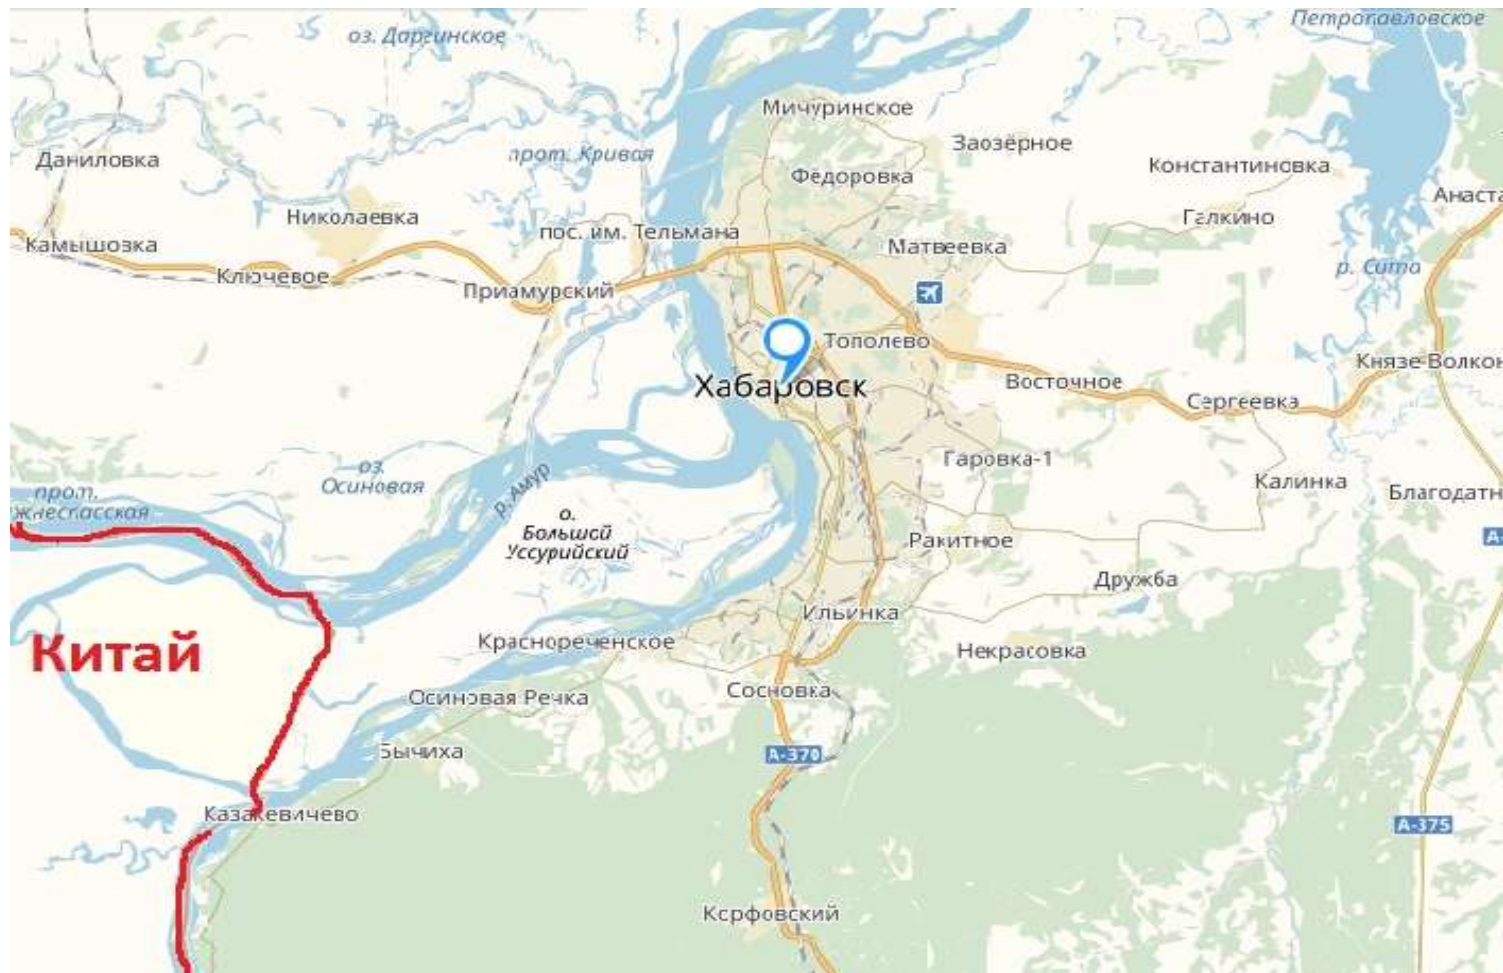 Петропавловское
оз. Даргинское
Мичуринское
Заозёрное
прот. Кривая
Даниловка
Константиновка
Фёдоровка
Анаста
Николаевка
Галкино
пос. им. Тельмана
Камышовка
Матвеевка
р. Сита
Ключевое
Приамурский
Тополево
Князе-Волкон
Хабаровск
Восточное
Сергеевка
Гаровка-1
оз.
Осиновая
Калинка
р. Амур
Благодатн
прот.
жнеспасская
о.
Большой
Уссурийский
А-
Ракитное
Дружба
Ильинка
Китай
Краснореченское
Некрасовка
Сосновка
Осиновая Речка
Бычиха
А-370
Казакевичево
А-375
Корфовский